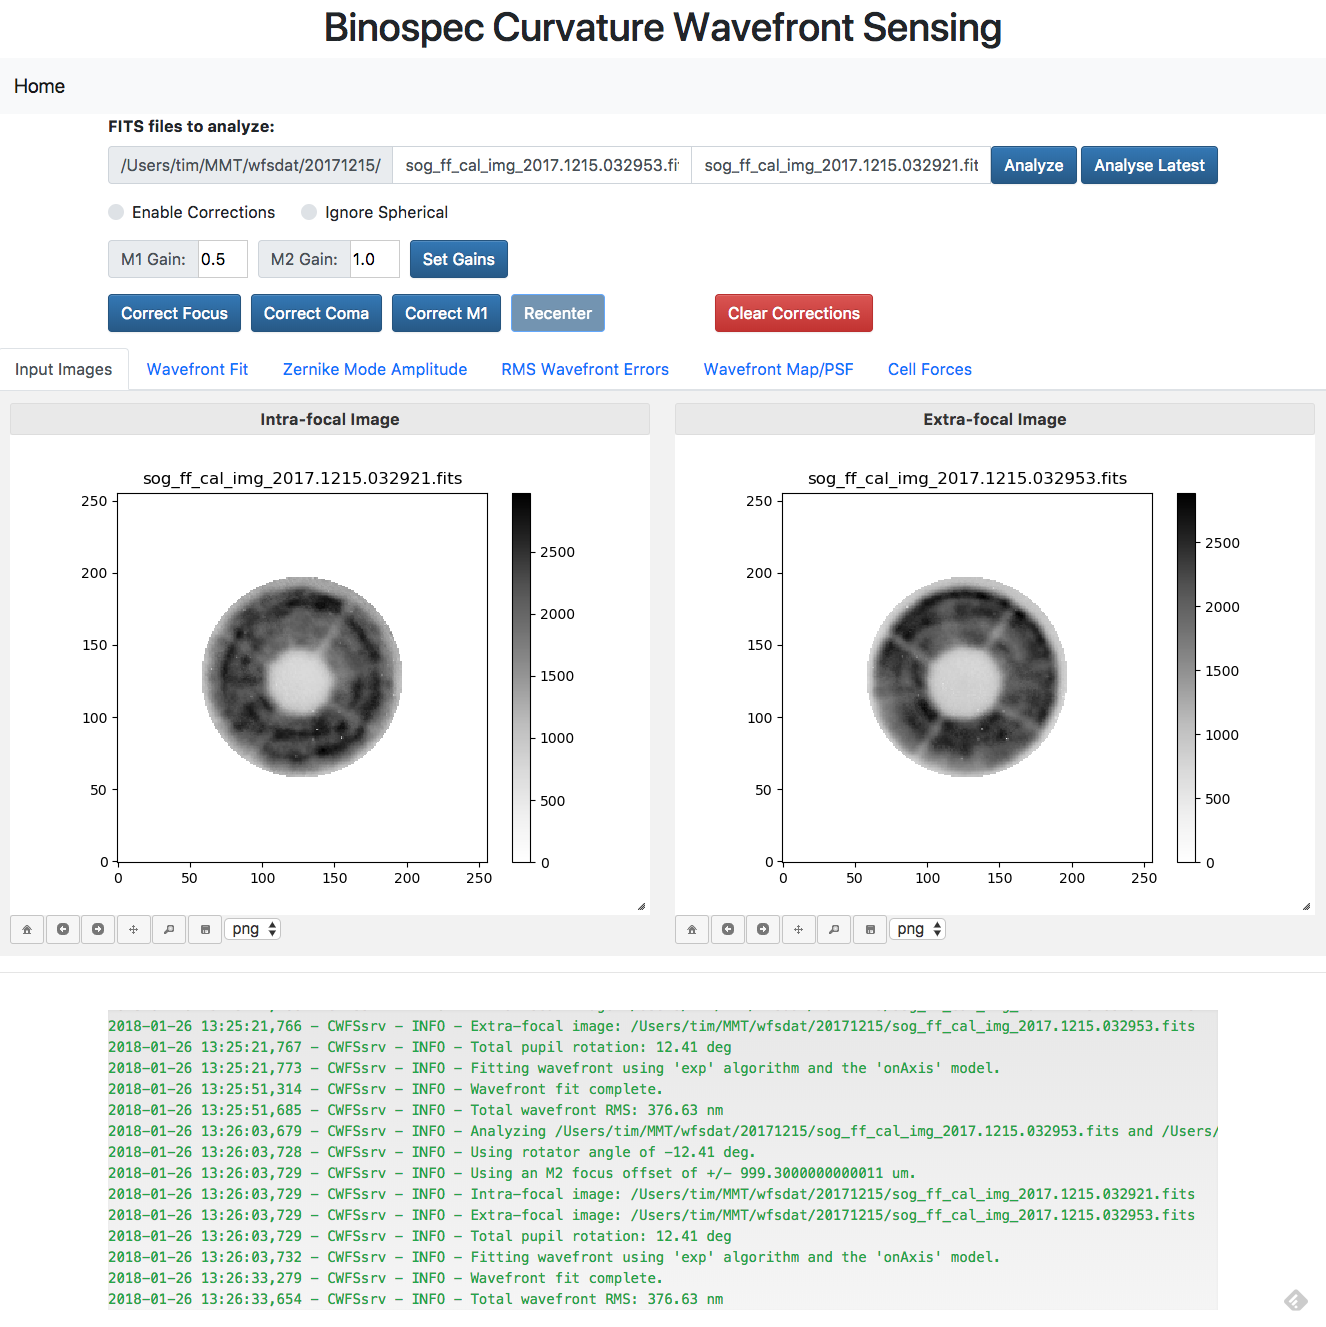 Binospec Curvature Wavefront Sensing
Home
FITS files to analyze:
/Users/tim/MMT/wfsdat/20171215/ sog_ff_cal_img_2017.1215.032953.fi sog_ff_cal_img_2017.1215.032921.fit Analyze Analyse Latest
Enable Corrections Ignore Spherical
M1 Gain: 0.5 M2 Gain: 1.0 Set Gains
Correct Focus Correct Coma Correct M1 Recenter Clear Corrections
Input Images Wavefront Fit Zernike Mode Amplitude RMS Wavefront Errors Wavefront Map/PSF Cell Forces
Intra-focal Image
sog_ff_cal_img_2017.1215.032921.fits
250
200
150
100
50
0
0 50 100 150 200 250
2500
2000
1500
1000
500
0
png
Extra-focal Image
sog_ff_cal_img_2017.1215.032953.fits
250
200
150
100
50
0
0 50 100 150 200 250
2500
2000
1500
1000
500
0
png
2018-01-26 13:25:21,766 - CWFSsrv - INFO - Extra-focal image: /Users/tim/MMT/wfsdat/20171215/sog_ff_cal_img_2017.1215.032953.fits
2018-01-26 13:25:21,767 - CWFSsrv - INFO - Total pupil rotation: 12.41 deg
2018-01-26 13:25:21,773 - CWFSsrv - INFO - Fitting wavefront using 'exp' algorithm and the 'onAxis' model.
2018-01-26 13:25:51,314 - CWFSsrv - INFO - Wavefront fit complete.
2018-01-26 13:25:51,685 - CWFSsrv - INFO - Total wavefront RMS: 376.63 nm
2018-01-26 13:26:03,679 - CWFSsrv - INFO - Analyzing /Users/tim/MMT/wfsdat/20171215/sog_ff_cal_img_2017.1215.032953.fits and /Users/
2018-01-26 13:26:03,728 - CWFSsrv - INFO - Using rotator angle of -12.41 deg.
2018-01-26 13:26:03,729 - CWFSsrv - INFO - Using an M2 focus offset of +/- 999.3000000000011 um.
2018-01-26 13:26:03,729 - CWFSsrv - INFO - Intra-focal image: /Users/tim/MMT/wfsdat/20171215/sog_ff_cal_img_2017.1215.032921.fits
2018-01-26 13:26:03,729 - CWFSsrv - INFO - Extra-focal image: /Users/tim/MMT/wfsdat/20171215/sog_ff_cal_img_2017.1215.032953.fits
2018-01-26 13:26:03,729 - CWFSsrv - INFO - Total pupil rotation: 12.41 deg
2018-01-26 13:26:03,732 - CWFSsrv - INFO - Fitting wavefront using 'exp' algorithm and the 'onAxis' model.
2018-01-26 13:26:33,279 - CWFSsrv - INFO - Wavefront fit complete.
2018-01-26 13:26:33,654 - CWFSsrv - INFO - Total wavefront RMS: 376.63 nm